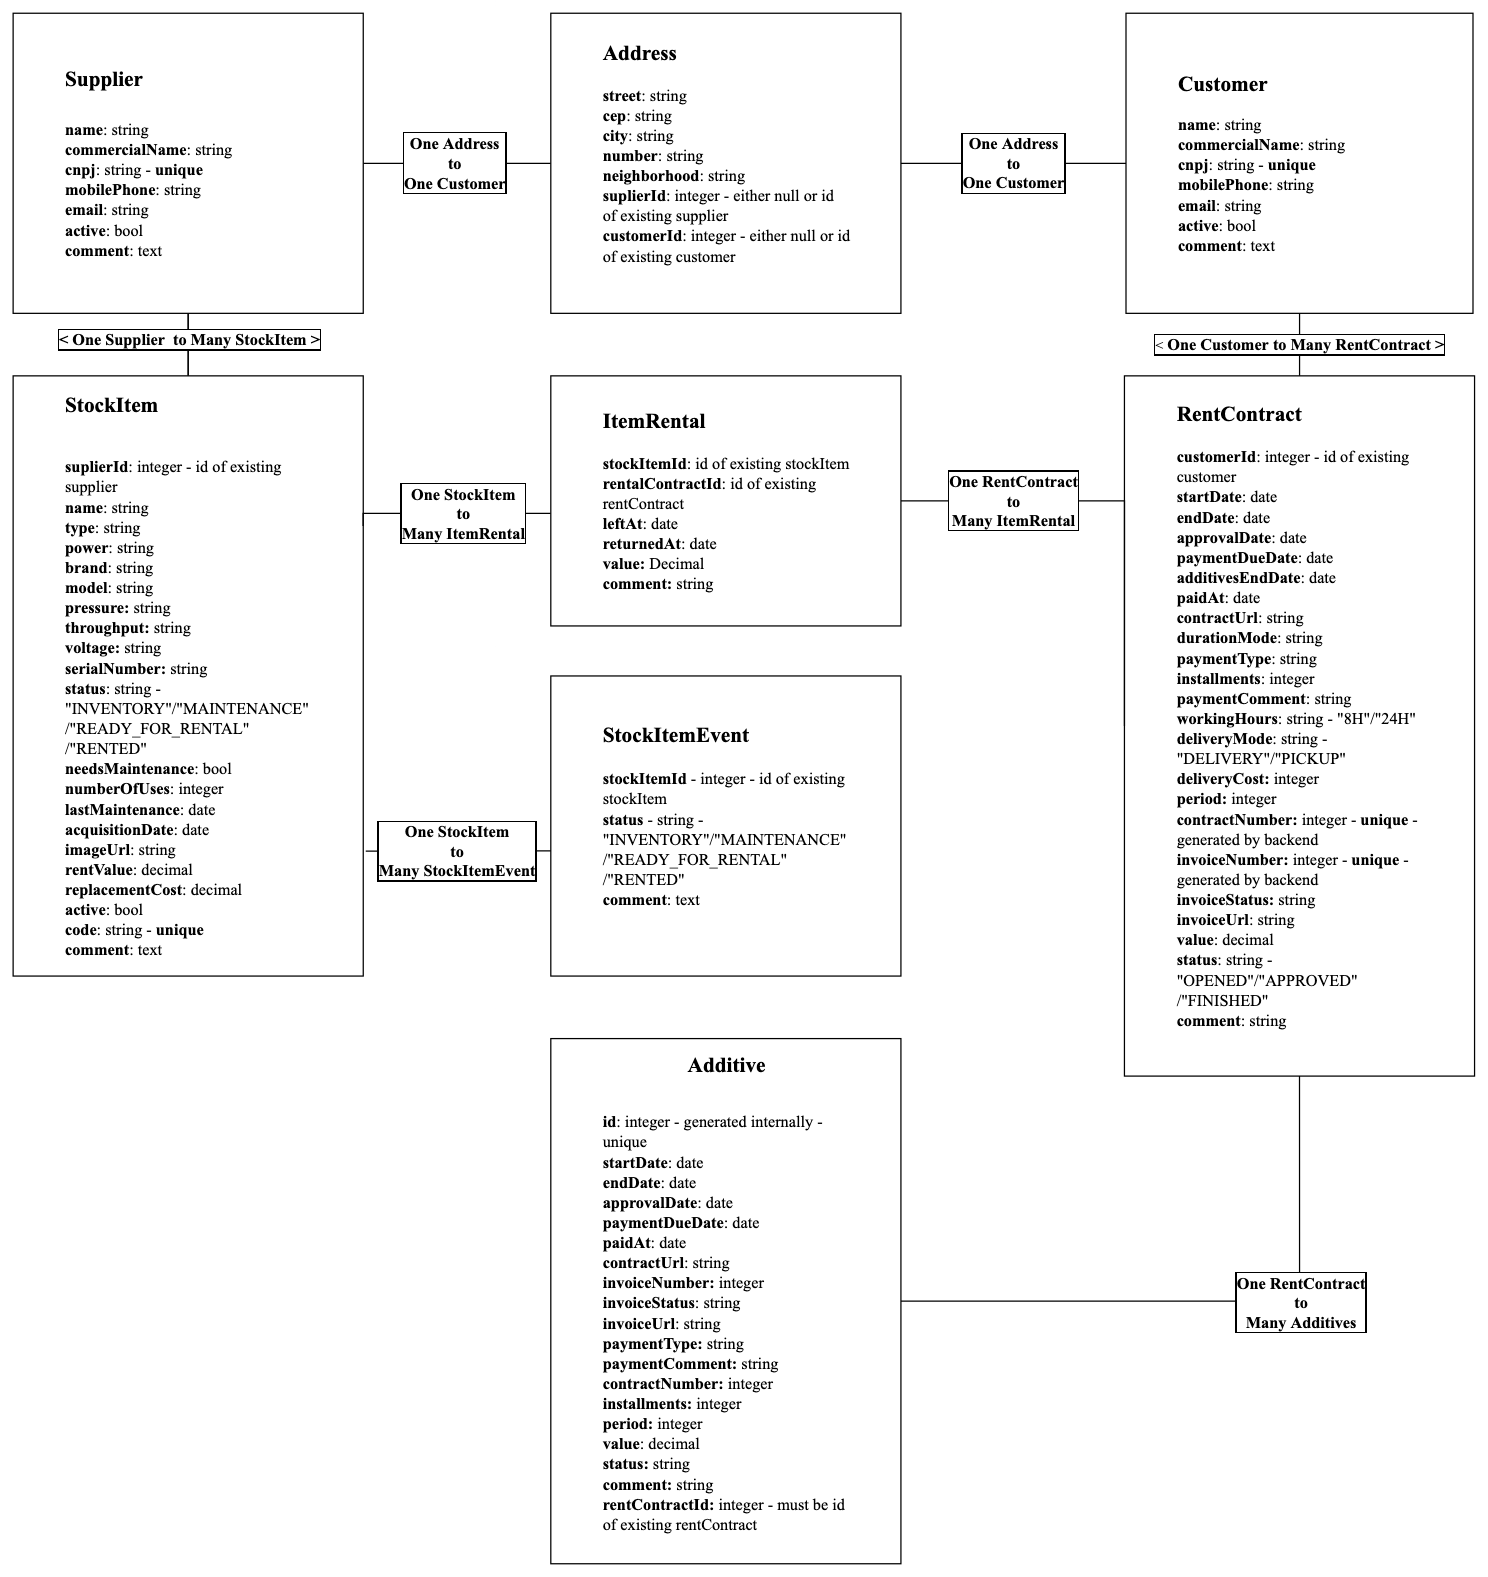 Supplier
name: string
commercialName: string
cnpj: string - unique
mobilePhone: string
email: string
active: bool
comment: text
One Address
to
One Customer
Address
street: string
cep: string
city: string
number: string
neighborhood: string
suplierId: integer - either null or id
of existing supplier
customerId: integer - either null or id
of existing customer
One Address
to
One Customer
Customer
name: string
commercialName: string
cnpj: string - unique
mobilePhone: string
email: string
active: bool
comment: text
< One Supplier  to Many StockItem >
< One Customer to Many RentContract >
StockItem
suplierId: integer - id of existing
supplier
name: string
type: string
power: string
brand: string
model: string
pressure: string
throughput: string
voltage: string
serialNumber: string
status: string -
"INVENTORY"/"MAINTENANCE"
/"READY_FOR_RENTAL"
/"RENTED"
needsMaintenance: bool
numberOfUses: integer
lastMaintenance: date
acquisitionDate: date
imageUrl: string
rentValue: decimal
replacementCost: decimal
active: bool
code: string - unique
comment: text
One StockItem
to
Many ItemRental
ItemRental
stockItemId: id of existing stockItem
rentalContractId: id of existing
rentContract
leftAt: date
returnedAt: date
value: Decimal
comment: string
One RentContract
to
Many ItemRental
RentContract
customerId: integer - id of existing
customer
startDate: date
endDate: date
approvalDate: date
paymentDueDate: date
additivesEndDate: date
paidAt: date
contractUrl: string
durationMode: string
paymentType: string
installments: integer
paymentComment: string
workingHours: string - "8H"/"24H"
deliveryMode: string -
"DELIVERY"/"PICKUP"
deliveryCost: integer
period: integer
contractNumber: integer - unique -
generated by backend
invoiceNumber: integer - unique -
generated by backend
invoiceStatus: string
invoiceUrl: string
value: decimal
status: string -
"OPENED"/"APPROVED"
/"FINISHED"
comment: string
One StockItem
to
Many StockItemEvent
StockItemEvent
stockItemId - integer - id of existing
stockItem
status - string -
"INVENTORY"/"MAINTENANCE"
/"READY_FOR_RENTAL"
/"RENTED"
comment: text
Additive
id: integer - generated internally -
unique
startDate: date
endDate: date
approvalDate: date
paymentDueDate: date
paidAt: date
contractUrl: string
invoiceNumber: integer
invoiceStatus: string
invoiceUrl: string
paymentType: string
paymentComment: string
contractNumber: integer
installments: integer
period: integer
value: decimal
status: string
comment: string
rentContractId: integer - must be id
of existing rentContract
One RentContract
to
Many Additives